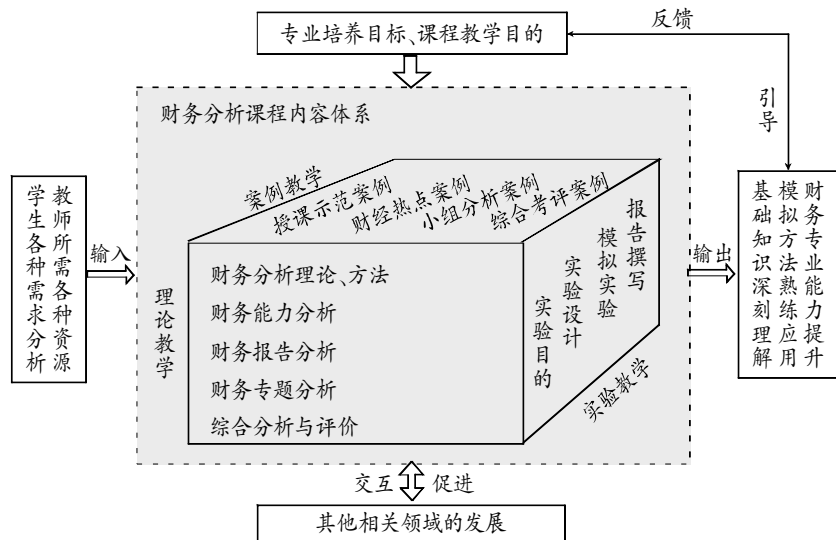 专业培养目标、课程教学目的
反馈
引导
财务分析课程内容体系
案例教学
授课示范案例
财经热点案例
小组分析案例
综合考评案例
教师所需各种资源
学生各种需求分析
输入
理论教学
财务分析理论、方法
财务能力分析
财务报告分析
财务专题分析
综合分析与评价
实验目的
实验设计
模拟实验
报告撰写
实验教学
输出
财务专业能力提升
模拟方法熟练应用
基础知识深刻理解
交互
促进
其他相关领域的发展